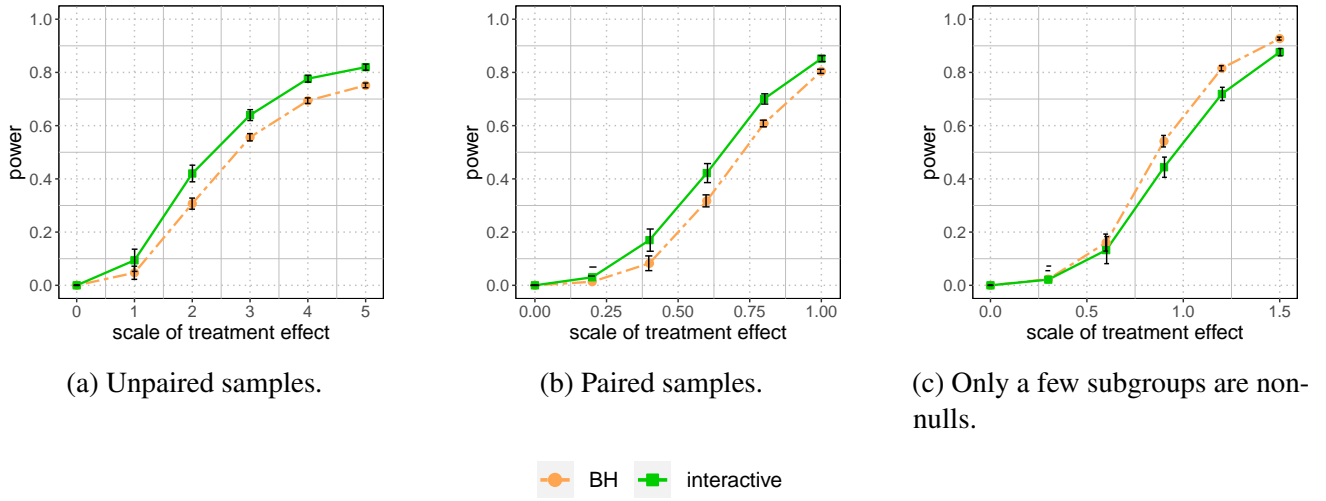 1.0
0.8
0.6
0.4
0.2
0.0
power
0 1 2 3 4 5
scale of treatment effect
(a) Unpaired samples.
1.0
0.8
0.6
0.4
0.2
0.0
power
0.00 0.25 0.50 0.75 1.00
scale of treatment effect
(b) Paired samples.
1.0
0.8
0.6
0.4
0.2
0.0
power
0.0 0.5 1.0 1.5
scale of treatment effect
(c) Only a few subgroups are non-
nulls.
BH interactive